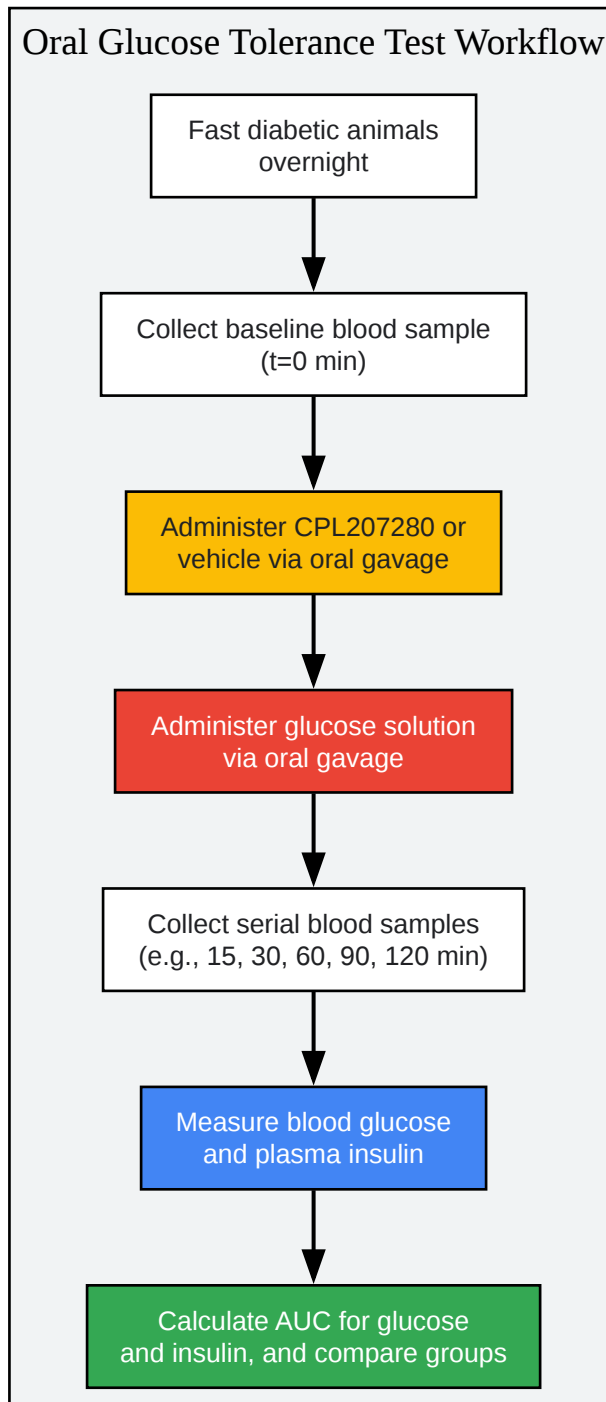 Oral Glucose Tolerance Test Workflow
Fast diabetic animals
overnight
Collect baseline blood sample
(t=0 min)
Administer CPL207280 or
vehicle via oral gavage
Administer glucose solution
via oral gavage
Collect serial blood samples
(e.g., 15, 30, 60, 90, 120 min)
Measure blood glucose
and plasma insulin
Calculate AUC for glucose
and insulin, and compare groups